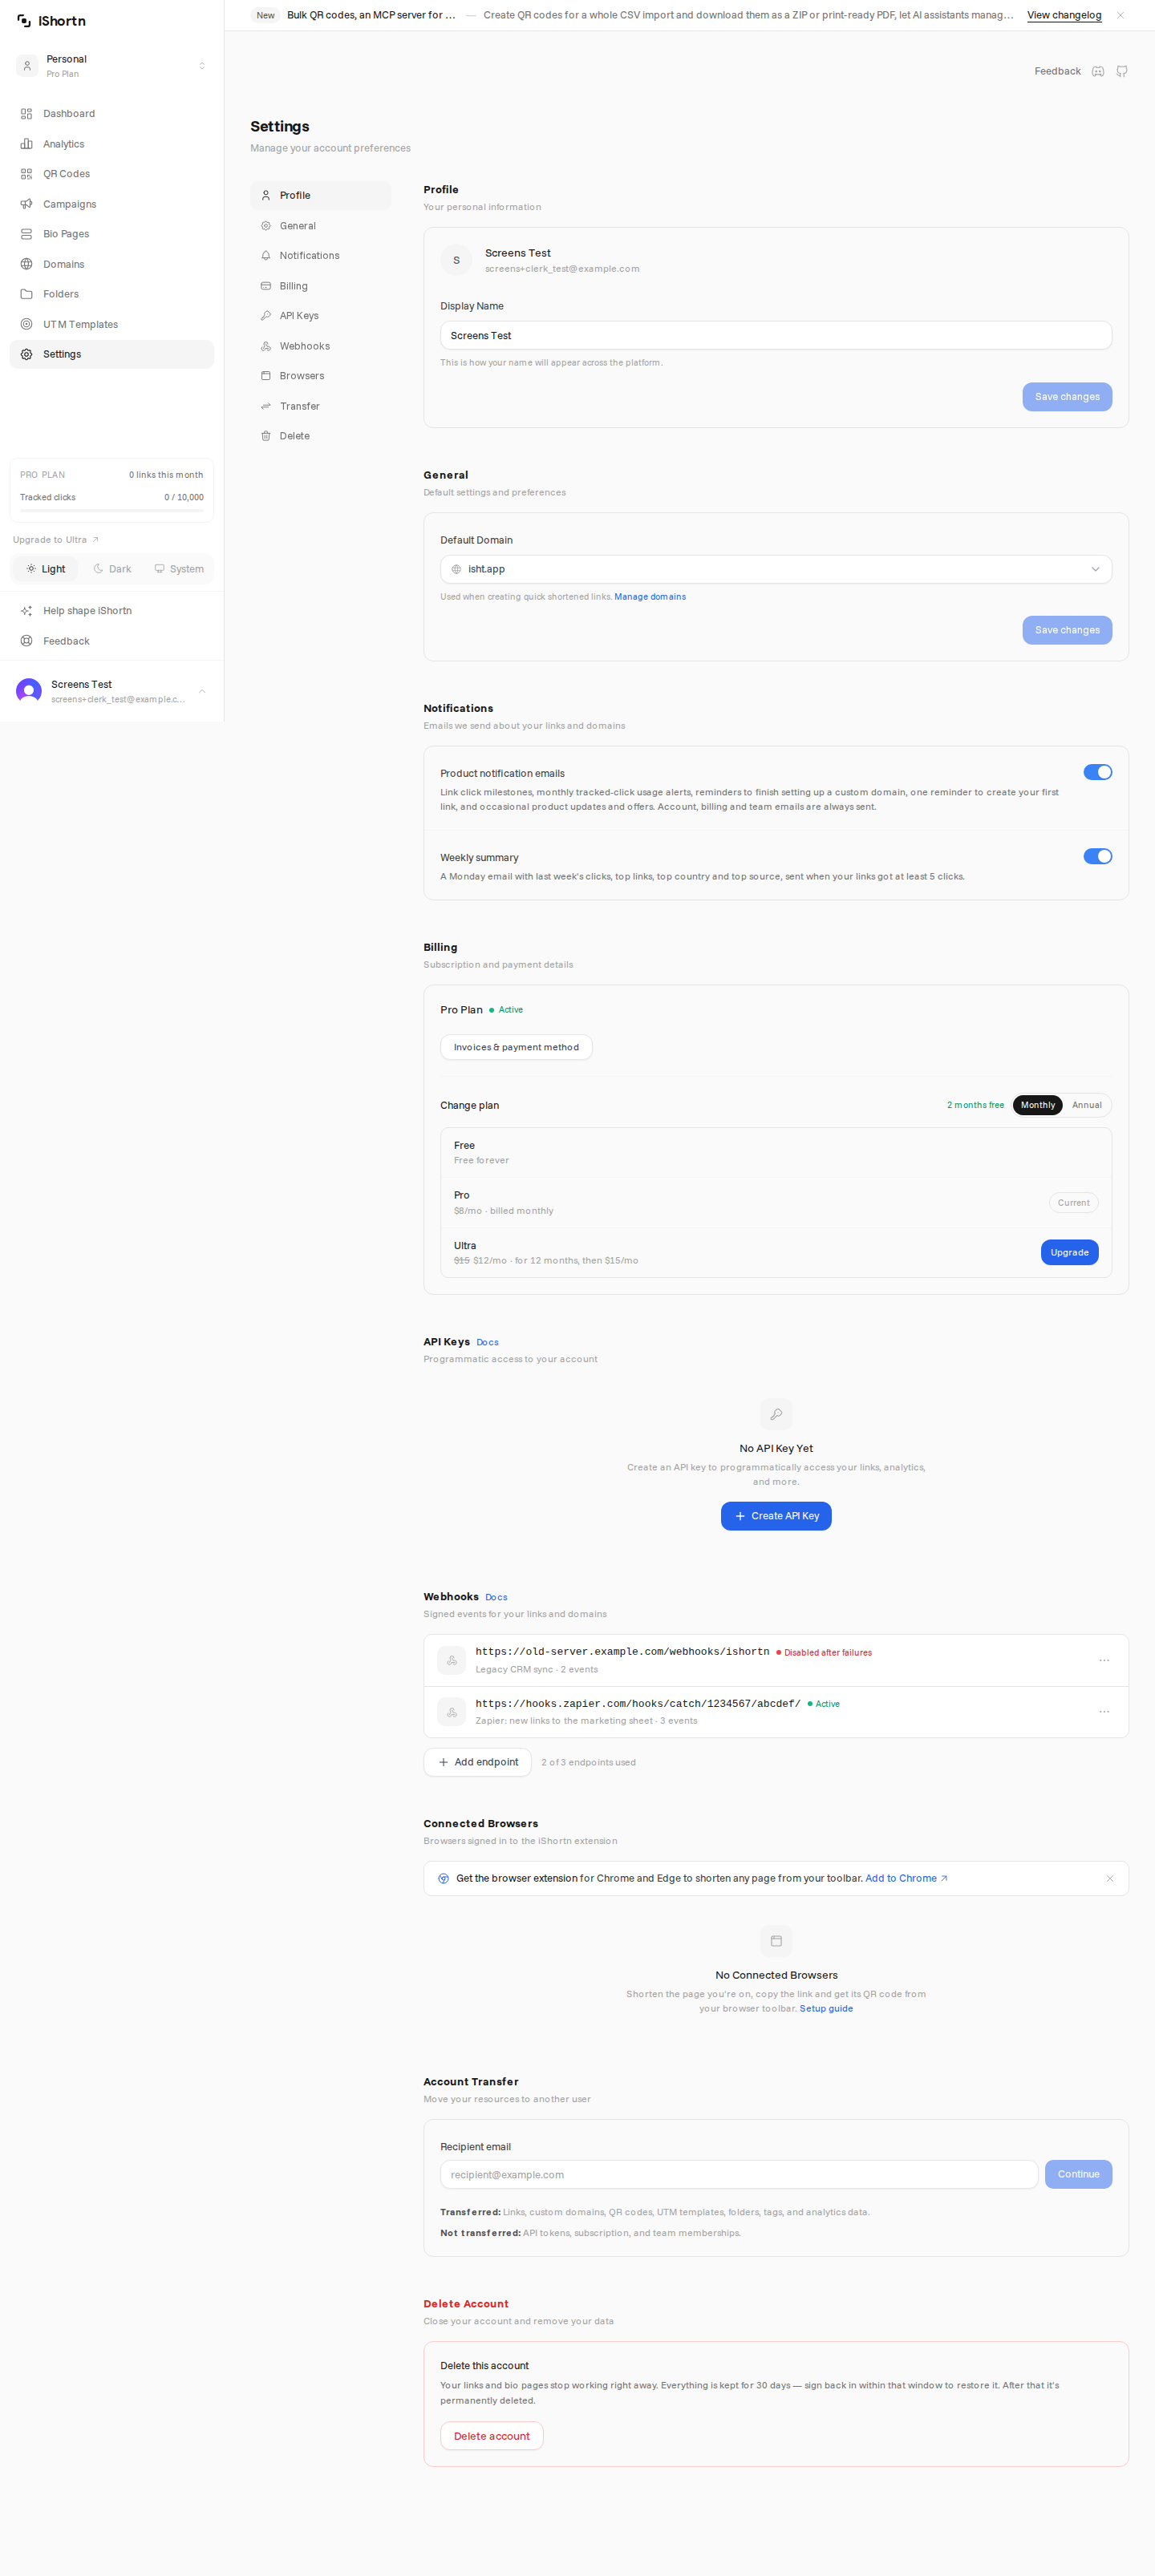 iShortn
Personal
Pro Plan
Dashboard
Analytics
QR Codes
Campaigns
Bio Pages
Domains
Folders
UTM Templates
Settings
PRO PLAN 0 links this month
Tracked clicks 0 / 10,000
Upgrade to Ultra
Light Dark System
Help shape iShortn
Feedback
Screens Test
screens+clerk_test@example.c...
New Bulk QR codes, an MCP server for ... — Create QR codes for a whole CSV import and download them as a ZIP or print-ready PDF, let AI assistants manag... View changelog
Feedback
Settings
Manage your account preferences
Profile
General
Notifications
Billing
API Keys
Webhooks
Browsers
Transfer
Delete
Profile
Your personal information
S
Screens Test
screens+clerk_test@example.com
Display Name
Screens Test
This is how your name will appear across the platform.
Save changes
General
Default settings and preferences
Default Domain
isht.app
Used when creating quick shortened links. Manage domains
Save changes
Notifications
Emails we send about your links and domains
Product notification emails
Link click milestones, monthly tracked-click usage alerts, reminders to finish setting up a custom domain, one reminder to create your first
link, and occasional product updates and offers. Account, billing and team emails are always sent.
Weekly summary
A Monday email with last week's clicks, top links, top country and top source, sent when your links got at least 5 clicks.
Billing
Subscription and payment details
Pro Plan Active
Invoices & payment method
Change plan 2 months free Monthly Annual
Free
Free forever
Pro
$8/mo · billed monthly
Current
Ultra
$15 $12/mo · for 12 months, then $15/mo
Upgrade
API Keys Docs
Programmatic access to your account
No API Key Yet
Create an API key to programmatically access your links, analytics,
and more.
Create API Key
Webhooks Docs
Signed events for your links and domains
https://old-server.example.com/webhooks/ishortn Disabled after failures
Legacy CRM sync · 2 events
https://hooks.zapier.com/hooks/catch/1234567/abcdef/ Active
Zapier: new links to the marketing sheet · 3 events
Add endpoint 2 of 3 endpoints used
Connected Browsers
Browsers signed in to the iShortn extension
Get the browser extension for Chrome and Edge to shorten any page from your toolbar. Add to Chrome
No Connected Browsers
Shorten the page you're on, copy the link and get its QR code from
your browser toolbar. Setup guide
Account Transfer
Move your resources to another user
Recipient email
recipient@example.com
Continue
Transferred: Links, custom domains, QR codes, UTM templates, folders, tags, and analytics data.
Not transferred: API tokens, subscription, and team memberships.
Delete Account
Close your account and remove your data
Delete this account
Your links and bio pages stop working right away. Everything is kept for 30 days — sign back in within that window to restore it. After that it's
permanently deleted.
Delete account